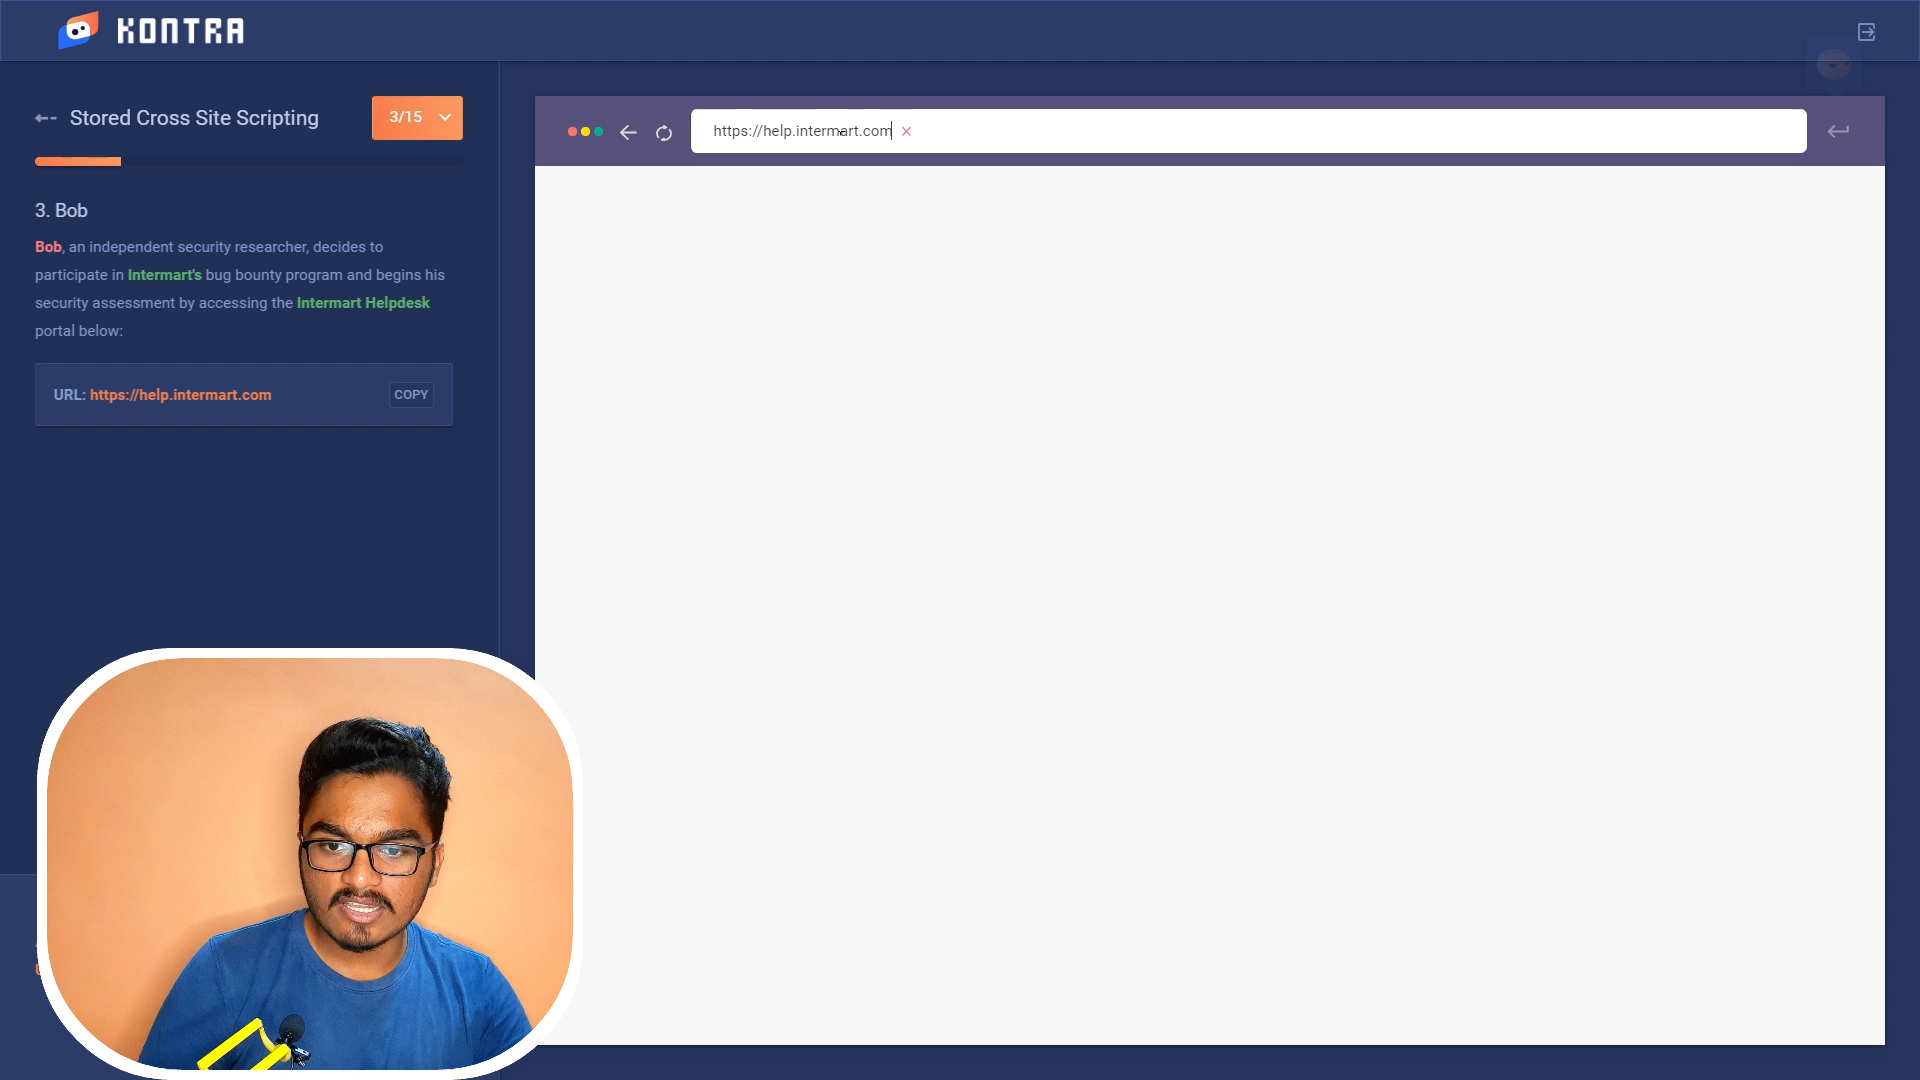 KONTRA
Stored Cross Site Scripting
3/15
https://help.intermart.com
3. Bob
Bob, an independent security researcher, decides to
participate in Intermart's bug bounty program and begins his
security assessment by accessing the Intermart Helpdesk
portal below:
URL: https://help.intermart.com
COPY